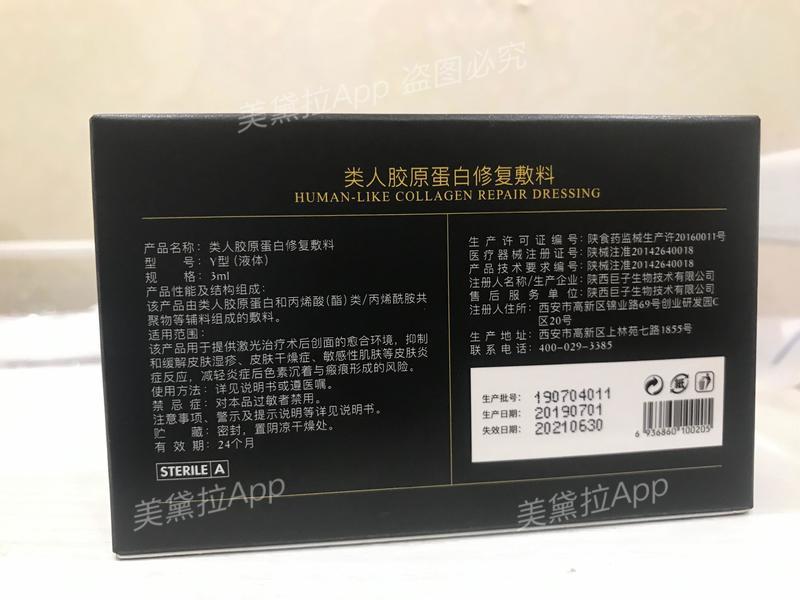 美黛拉App 盗图必究
类人胶原蛋白修复敷料
HUMAN-LIKE COLLAGEN REPAIR DRESSING
产品名称：类人胶原蛋白修复敷料
型 号：Y型（液体）
规 格：3ml
产品性能及结构组成：
该产品由类人胶原蛋白和丙烯酸（酯）类/丙烯酰胺共
聚物等辅料组成的敷料。
适用范围：
该产品用于提供激光治疗术后创面的愈合环境，抑制
和缓解皮肤湿疹、皮肤干燥症、敏感性肌肤等皮肤炎
症反应，减轻炎症后色素沉着与瘢痕形成的风险。
使用方法：详见说明书或遵医嘱。
禁 忌 症：对本品过敏者禁用。
注意事项、警示及提示说明等详见说明书。
贮 藏：密封，置阴凉干燥处。
有 效 期：24个月
STERILE A
生 产 许 可 证 编 号：陕食药监械生产许20160011号
医疗器械注册证号：陕械注准20142640018
产品技术要求编号：陕械注准20142640018
注册人名称/生产企业：陕西巨子生物技术有限公司
售 后 服 务 单 位：陕西巨子生物技术有限公司
注册人住所：西安市高新区锦业路69号创业研发园C
区20号
生 产 地 址：西安市高新区上林苑七路1855号
联 系 电 话：400-029-3385
生产批号：190704011
生产日期：20190701
失效日期：20210630
6 936860 100205
美黛拉App
美黛拉App